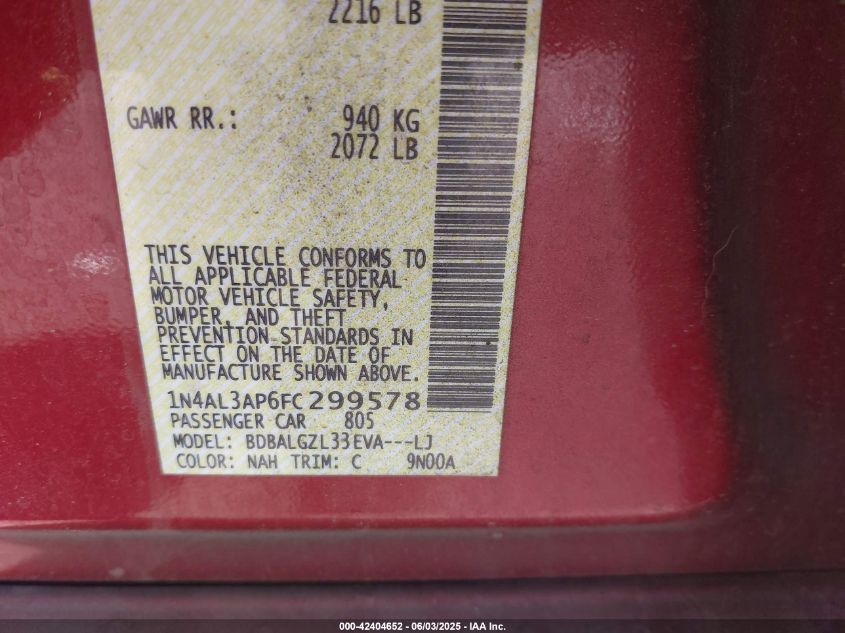 2216 LB
GAWR RR.: 940 KG
2072 LB
THIS VEHICLE CONFORMS TO
ALL APPLICABLE FEDERAL
MOTOR VEHICLE SAFETY,
BUMPER, AND THEFT
PREVENTION STANDARDS IN
EFFECT ON THE DATE OF
MANUFACTURE SHOWN ABOVE.
1N4AL3AP6FC299578
PASSENGER CAR 805
MODEL: BDBALGZL33EVA---LJ
COLOR: NAH TRIM: C 9N00A
000-42404652 - 06/03/2025 - IAA Inc.